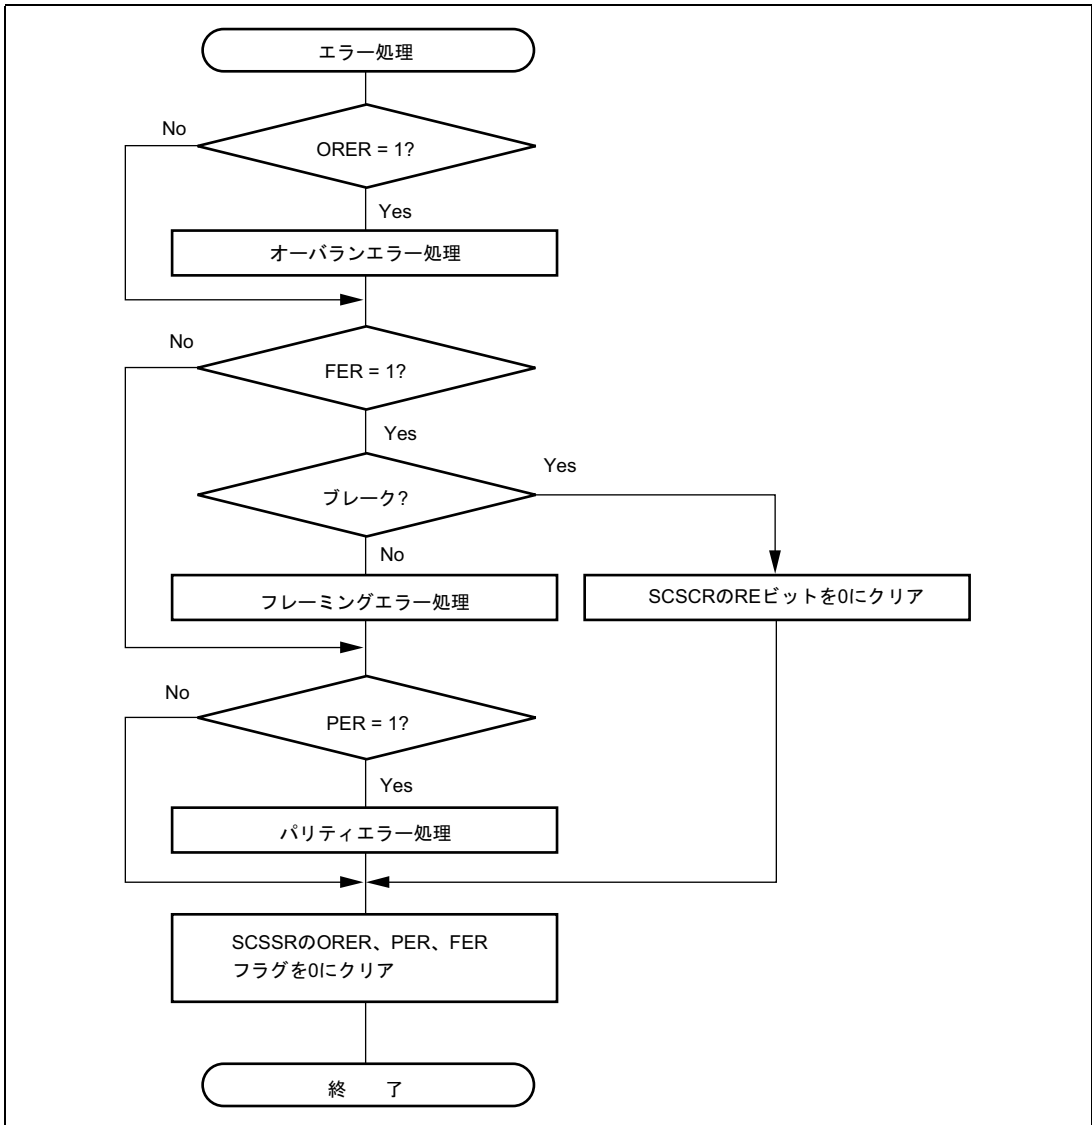 エラー処理
No
ORER = 1?
Yes
オーバランエラー処理
No
FER = 1?
Yes
Yes
ブレーク?
No
フレーミングエラー処理
SCSCRのREビットを0にクリア
No
PER = 1?
Yes
パリティエラー処理
SCSSRのORER、PER、FER
フラグを0にクリア
終　了